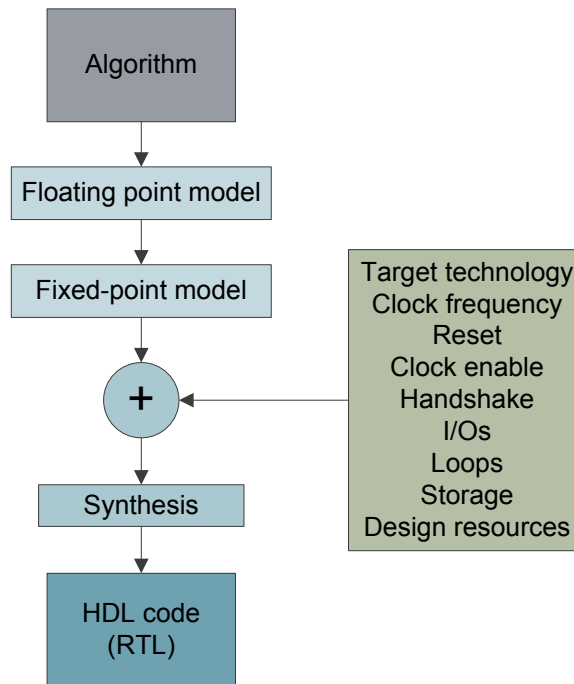 Algorithm
Floating point model
Fixed-point model
+
Synthesis
HDL code
(RTL)
Target technology
Clock frequency
Reset
Clock enable
Handshake
I/Os
Loops
Storage
Design resources